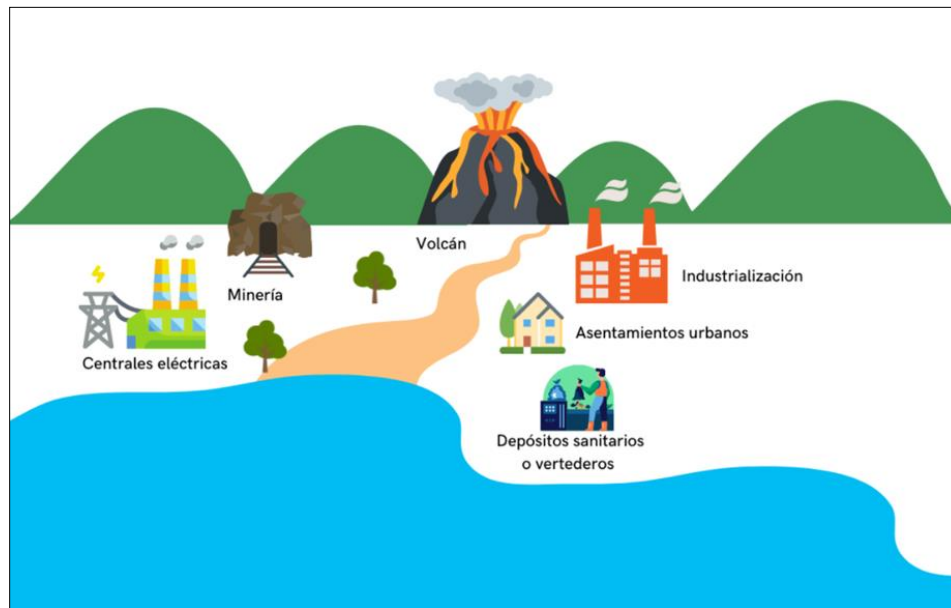 Volcán
Minería
Industrialización
Asentamientos urbanos
Centrales eléctricas
Depósitos sanitarios
o vertederos